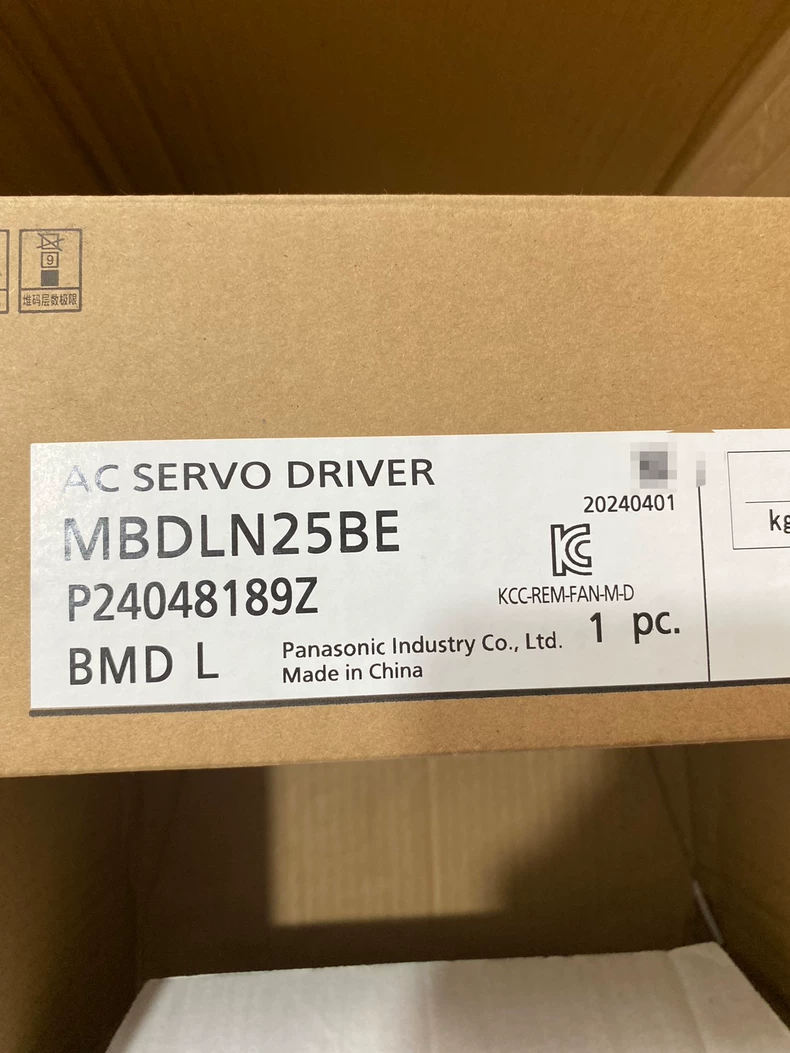 9
堆码层数极限
AC SERVO DRIVER
20240401
MBDLN25BE
KCC-REM-FAN-M-D
P24048189Z
1 pc.
BMD L
Panasonic Industry Co., Ltd.
Made in China
kg